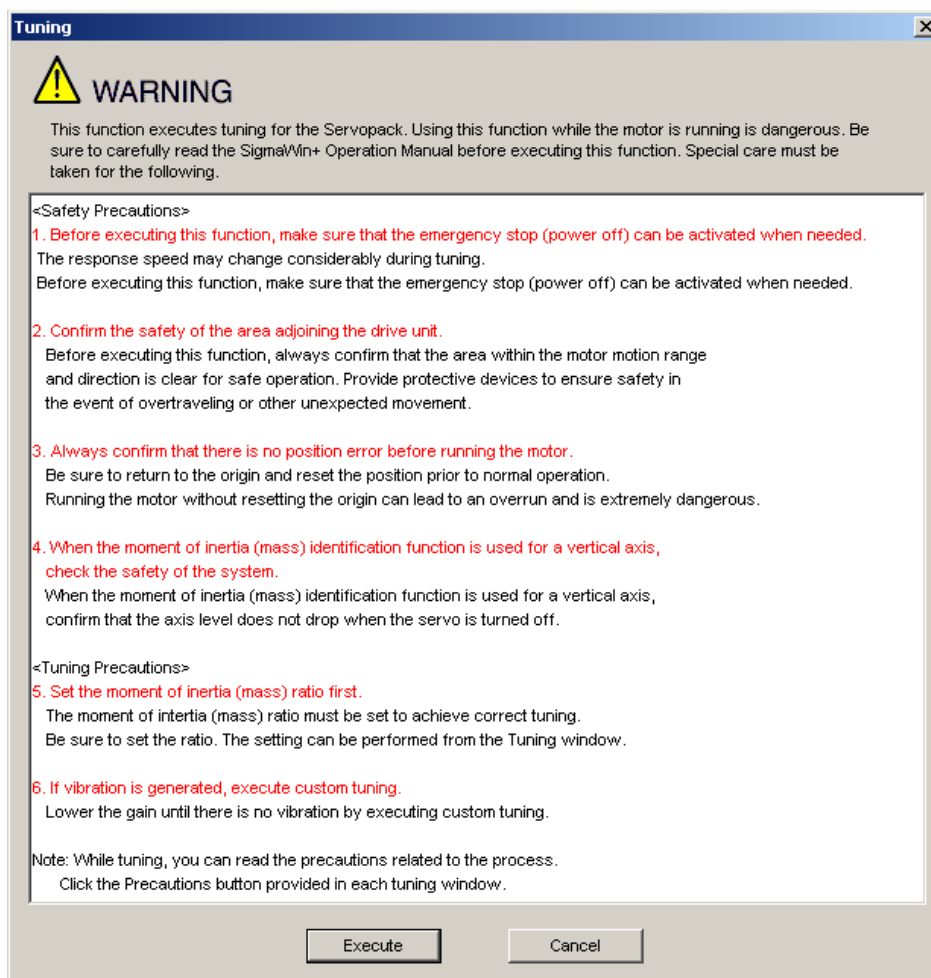 Tuning
WARNING
This function executes tuning for the Servopack. Using this function while the motor is running is dangerous. Be
sure to carefully read the SigmaWin+ Operation Manual before executing this function. Special care must be
taken for the following.
<Safety Precautions>
1. Before executing this function, make sure that the emergency stop (power off) can be activated when needed.
The response speed may change considerably during tuning.
Before executing this function, make sure that the emergency stop (power off) can be activated when needed.
2. Confirm the safety of the area adjoining the drive unit.
Before executing this function, always confirm that the area within the motor motion range
and direction is clear for safe operation. Provide protective devices to ensure safety in
the event of overtraveling or other unexpected movement.
3. Always confirm that there is no position error before running the motor.
Be sure to return to the origin and reset the position prior to normal operation.
Running the motor without resetting the origin can lead to an overrun and is extremely dangerous.
4. When the moment of inertia (mass) identification function is used for a vertical axis,
check the safety of the system.
When the moment of inertia (mass) identification function is used for a vertical axis,
confirm that the axis level does not drop when the servo is turned off.
<Tuning Precautions>
5. Set the moment of inertia (mass) ratio first.
The moment of intertia (mass) ratio must be set to achieve correct tuning.
Be sure to set the ratio. The setting can be performed from the Tuning window.
6. If vibration is generated, execute custom tuning.
Lower the gain until there is no vibration by executing custom tuning.
Note: While tuning, you can read the precautions related to the process.
Click the Precautions button provided in each tuning window.
Execute
Cancel